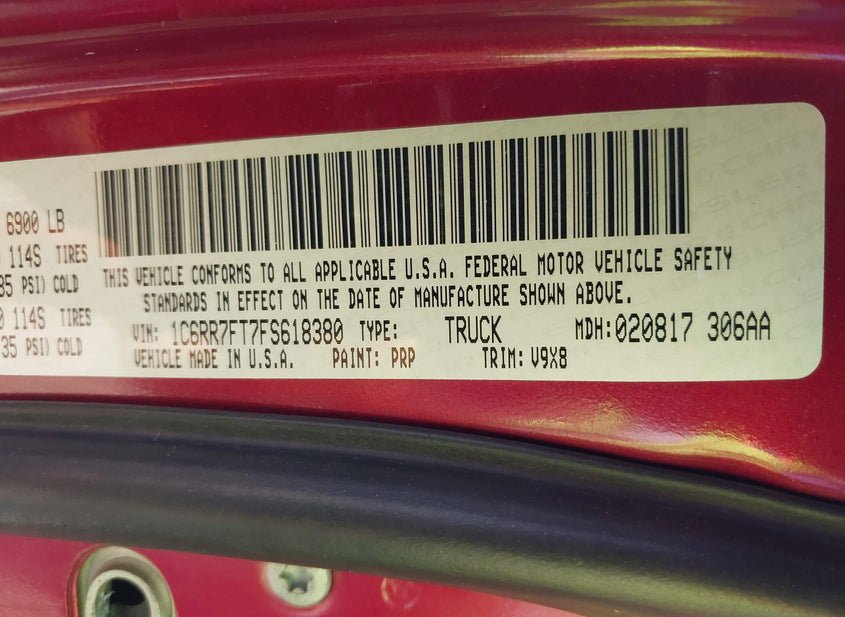 6900 LB
114S TIRES
35 PSI) COLD
114S TIRES
35 PSI) COLD
THIS VEHICLE CONFORMS TO ALL APPLICABLE U.S.A. FEDERAL MOTOR VEHICLE SAFETY
STANDARDS IN EFFECT ON THE DATE OF MANUFACTURE SHOWN ABOVE.
VIN: 1C6RR7FT7FS618380 TYPE: TRUCK MDH: 020817 306AA
VEHICLE MADE IN U.S.A. PAINT: PRP TRIM: V9X8